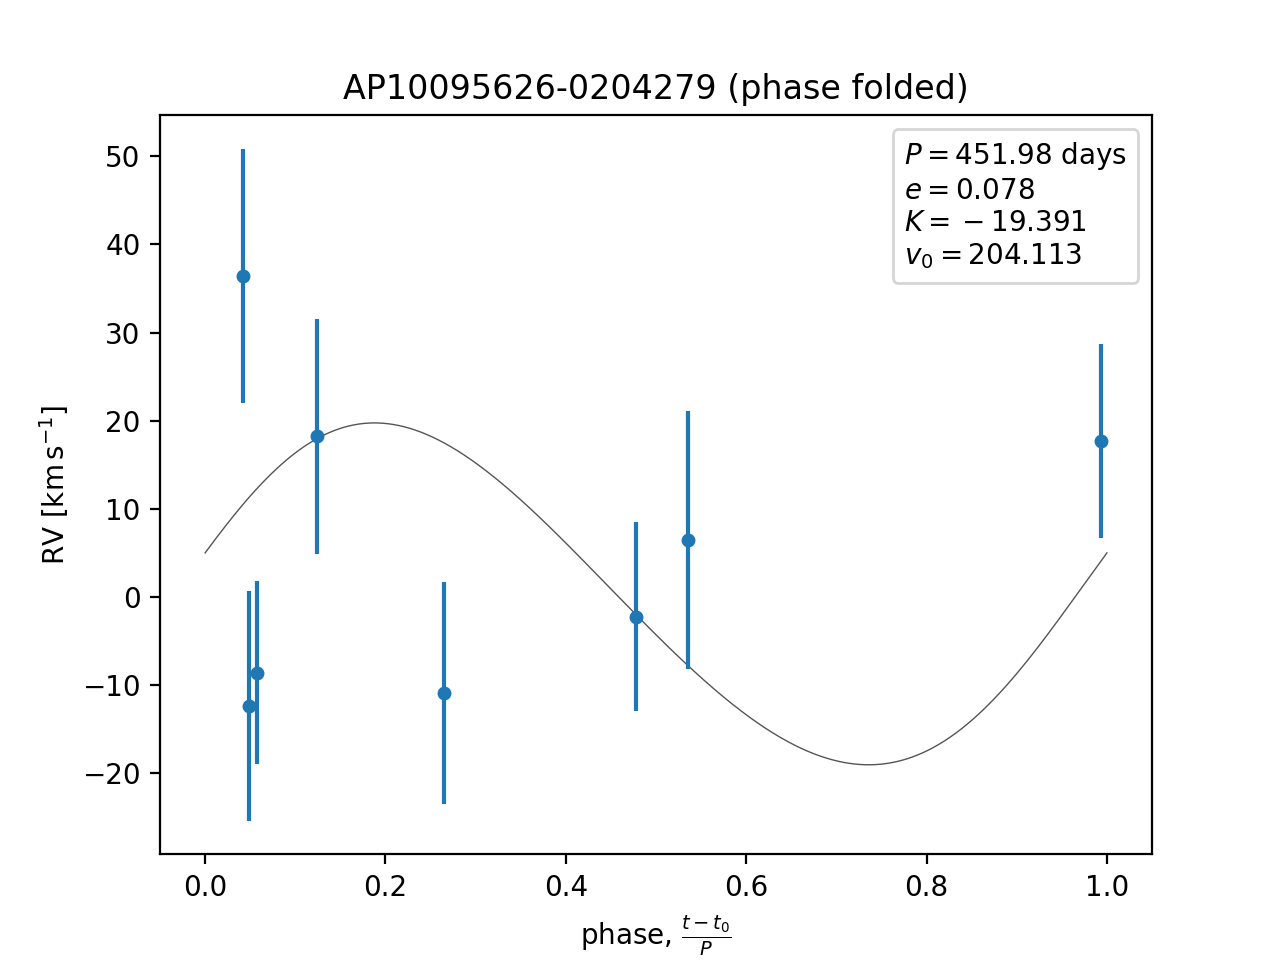 AP10095626-0204279 (phase folded)
P = 451.98 days
e = 0.078
K = −19.391
v₀ = 204.113
50
40
30
20
10
0
−10
−20
RV [km s⁻¹]
0.0 0.2 0.4 0.6 0.8 1.0
phase, (t − t₀)/P